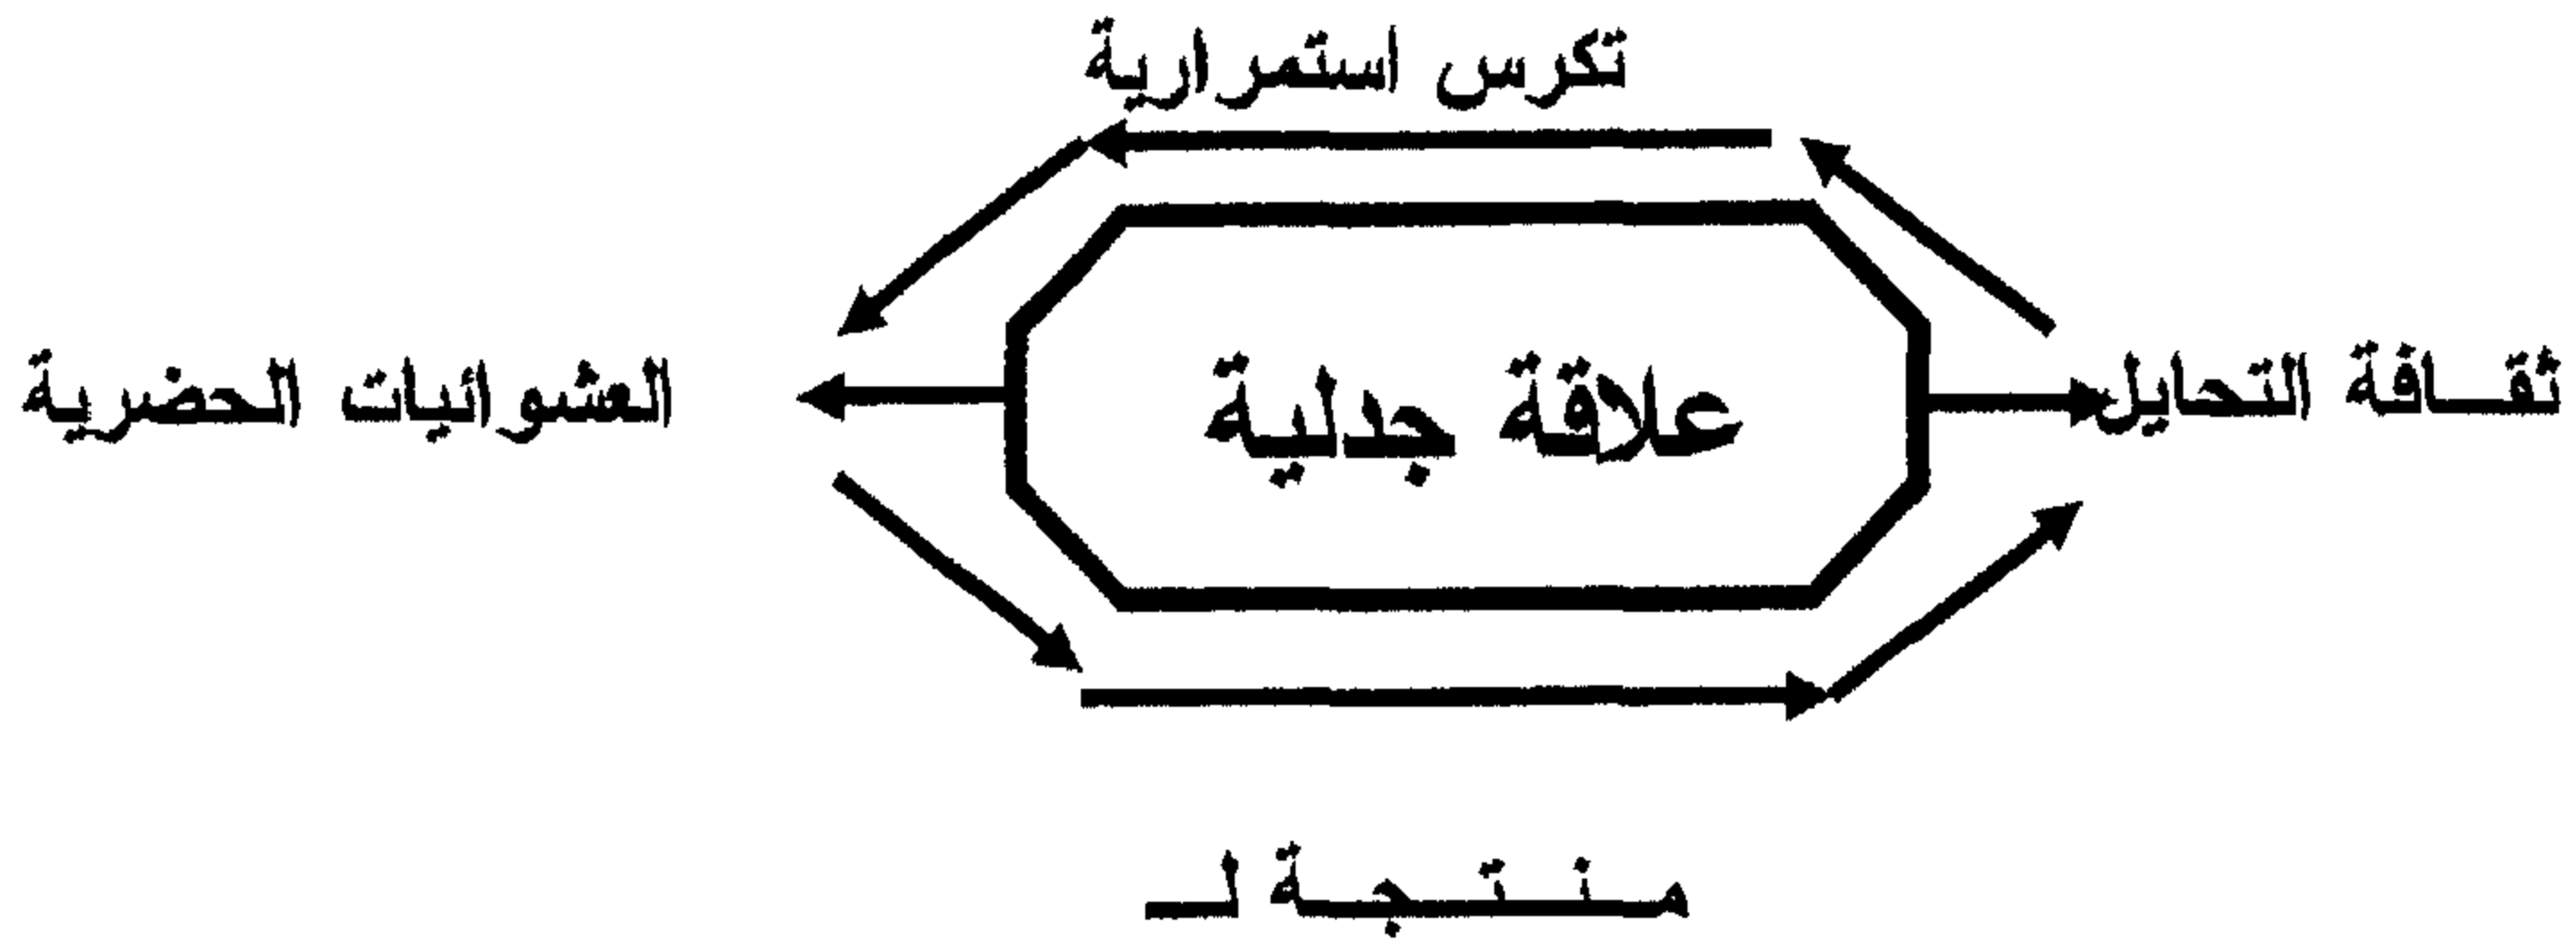 تكرس استمرارية
ثقافة التحايل
علاقة جدلية
العشوائيات الحضرية
منتجة لـ